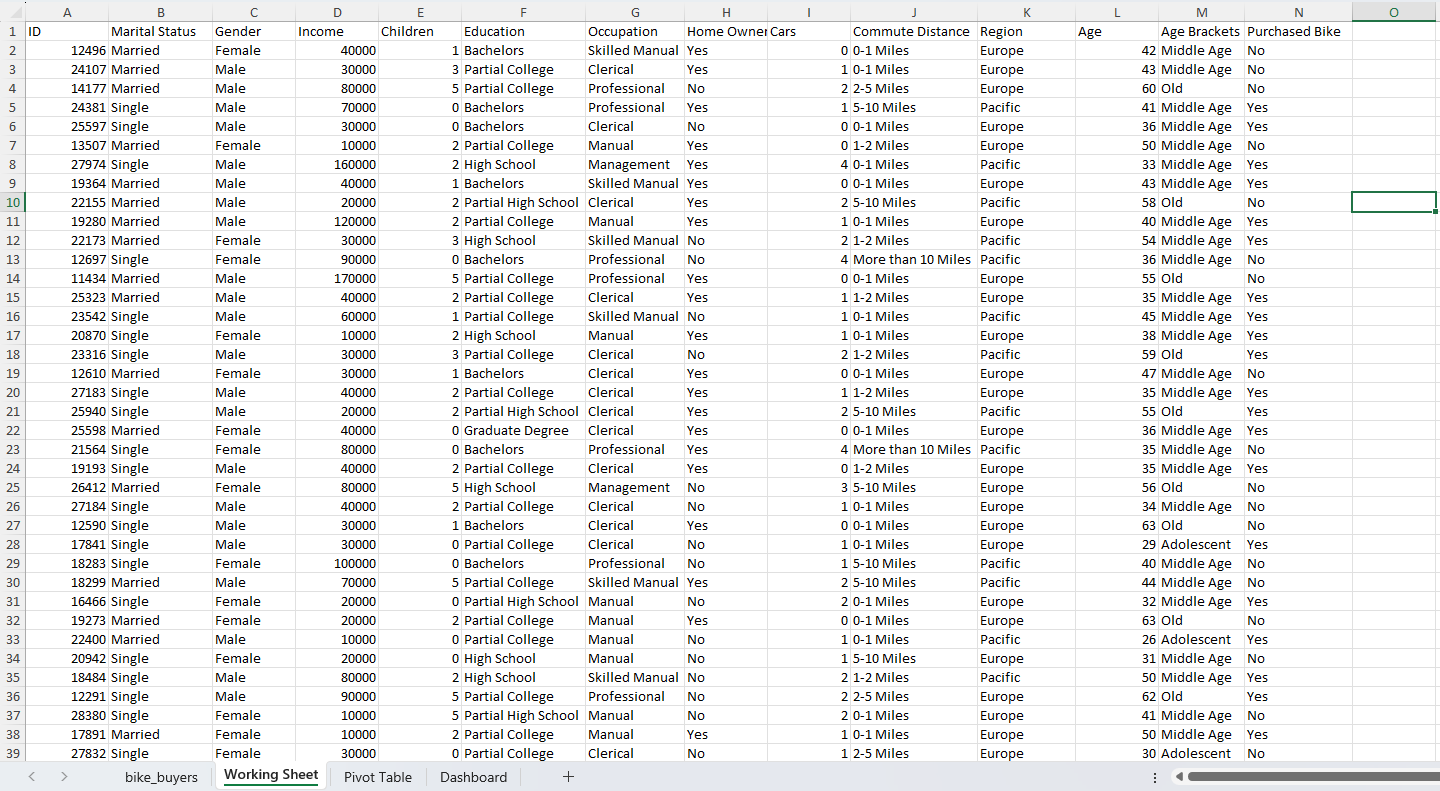 A B C D E F G H I J K L M N O
1 ID Marital Status Gender Income Children Education Occupation Home Owner Cars Commute Distance Region Age Age Brackets Purchased Bike
2 12496 Married Female 40000 1 Bachelors Skilled Manual Yes 0 0-1 Miles Europe 42 Middle Age No
3 24107 Married Male 30000 3 Partial College Clerical Yes 1 0-1 Miles Europe 43 Middle Age No
4 14177 Married Male 80000 5 Partial College Professional No 2 2-5 Miles Europe 60 Old No
5 24381 Single Male 70000 0 Bachelors Professional Yes 1 5-10 Miles Pacific 41 Middle Age Yes
6 25597 Single Male 30000 0 Bachelors Clerical No 0 0-1 Miles Europe 36 Middle Age Yes
7 13507 Married Female 10000 2 Partial College Manual Yes 0 1-2 Miles Europe 50 Middle Age No
8 27974 Single Male 160000 2 High School Management Yes 4 0-1 Miles Pacific 33 Middle Age Yes
9 19364 Married Male 40000 1 Bachelors Skilled Manual Yes 0 0-1 Miles Europe 43 Middle Age Yes
10 22155 Married Male 20000 2 Partial High School Clerical Yes 2 5-10 Miles Pacific 58 Old No
11 19280 Married Male 120000 2 Partial College Manual Yes 1 0-1 Miles Europe 40 Middle Age Yes
12 22173 Married Female 30000 3 High School Skilled Manual No 2 1-2 Miles Pacific 54 Middle Age Yes
13 12697 Single Female 90000 0 Bachelors Professional No 4 More than 10 Miles Pacific 36 Middle Age No
14 11434 Married Male 170000 5 Partial College Professional Yes 0 0-1 Miles Europe 55 Old No
15 25323 Married Male 40000 2 Partial College Clerical Yes 1 1-2 Miles Europe 35 Middle Age Yes
16 23542 Single Male 60000 1 Partial College Skilled Manual No 1 0-1 Miles Pacific 45 Middle Age Yes
17 20870 Single Female 10000 2 High School Manual Yes 1 0-1 Miles Europe 38 Middle Age Yes
18 23316 Single Male 30000 3 Partial College Clerical No 2 1-2 Miles Pacific 59 Old Yes
19 12610 Married Female 30000 1 Bachelors Clerical Yes 0 0-1 Miles Europe 47 Middle Age No
20 27183 Single Male 40000 2 Partial College Clerical Yes 1 1-2 Miles Europe 35 Middle Age Yes
21 25940 Single Male 20000 2 Partial High School Clerical Yes 2 5-10 Miles Pacific 55 Old Yes
22 25598 Married Female 40000 0 Graduate Degree Clerical Yes 0 0-1 Miles Europe 36 Middle Age Yes
23 21564 Single Female 80000 0 Bachelors Professional Yes 4 More than 10 Miles Pacific 35 Middle Age No
24 19193 Single Male 40000 2 Partial College Clerical Yes 0 1-2 Miles Europe 35 Middle Age Yes
25 26412 Married Female 80000 5 High School Management No 3 5-10 Miles Europe 56 Old No
26 27184 Single Male 40000 2 Partial College Clerical No 1 0-1 Miles Europe 34 Middle Age No
27 12590 Single Male 30000 1 Bachelors Clerical Yes 0 0-1 Miles Europe 63 Old No
28 17841 Single Male 30000 0 Partial College Clerical No 1 0-1 Miles Europe 29 Adolescent Yes
29 18283 Single Female 100000 0 Bachelors Professional No 1 5-10 Miles Pacific 40 Middle Age No
30 18299 Married Male 70000 5 Partial College Skilled Manual Yes 2 5-10 Miles Pacific 44 Middle Age No
31 16466 Single Female 20000 0 Partial High School Manual No 2 0-1 Miles Europe 32 Middle Age Yes
32 19273 Married Female 20000 2 Partial College Manual Yes 0 0-1 Miles Europe 63 Old No
33 22400 Married Male 10000 0 Partial College Manual No 1 0-1 Miles Pacific 26 Adolescent Yes
34 20942 Single Female 20000 0 High School Manual No 1 5-10 Miles Europe 31 Middle Age No
35 18484 Single Male 80000 2 High School Skilled Manual No 2 1-2 Miles Pacific 50 Middle Age Yes
36 12291 Single Male 90000 5 Partial College Professional No 2 2-5 Miles Europe 62 Old Yes
37 28380 Single Female 10000 5 Partial High School Manual No 2 0-1 Miles Europe 41 Middle Age No
38 17891 Married Female 10000 2 Partial College Manual Yes 1 0-1 Miles Europe 50 Middle Age Yes
39 27832 Single Female 30000 0 Partial College Clerical No 1 2-5 Miles Europe 30 Adolescent No
bike_buyers Working Sheet Pivot Table Dashboard